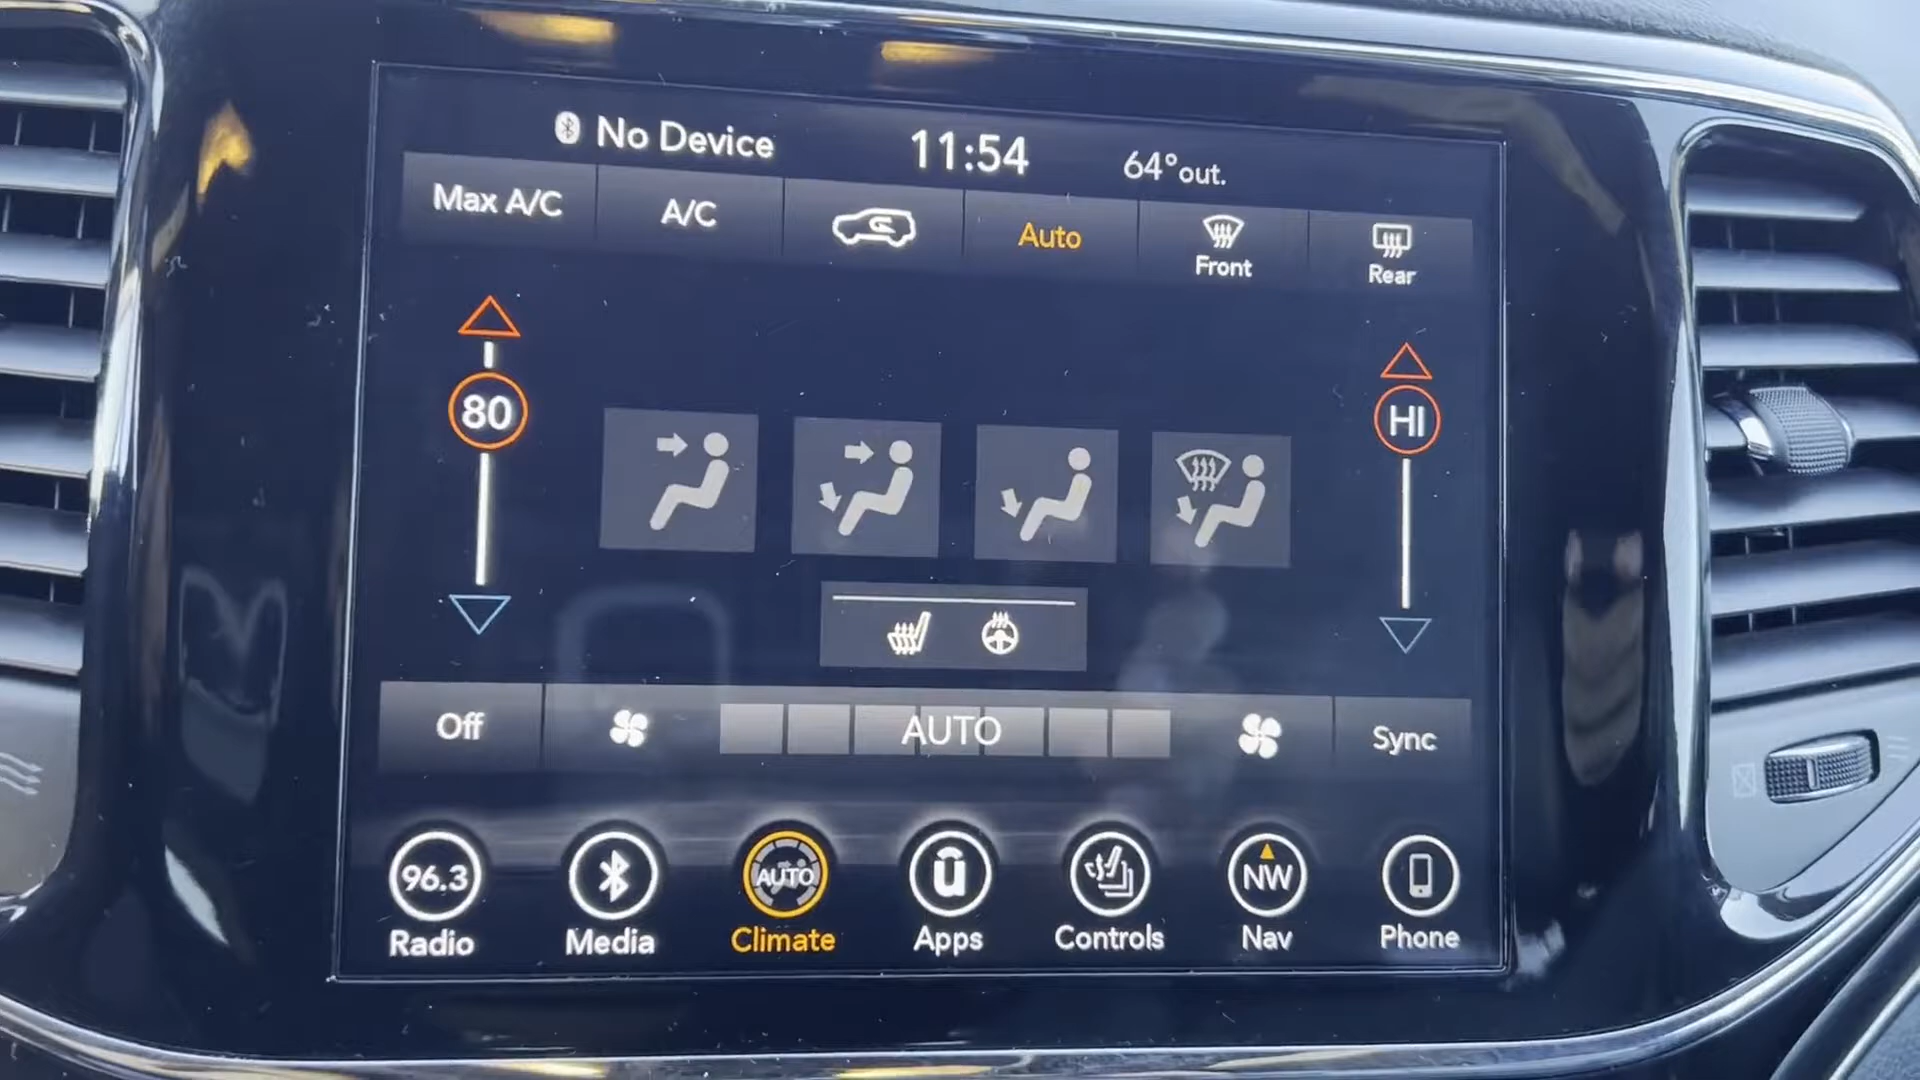 No Device 11:54 64°out.
Max A/C A/C Auto Front Rear
80 HI
Off AUTO Sync
96.3 AUTO u NW
Radio Media Climate Apps Controls Nav Phone